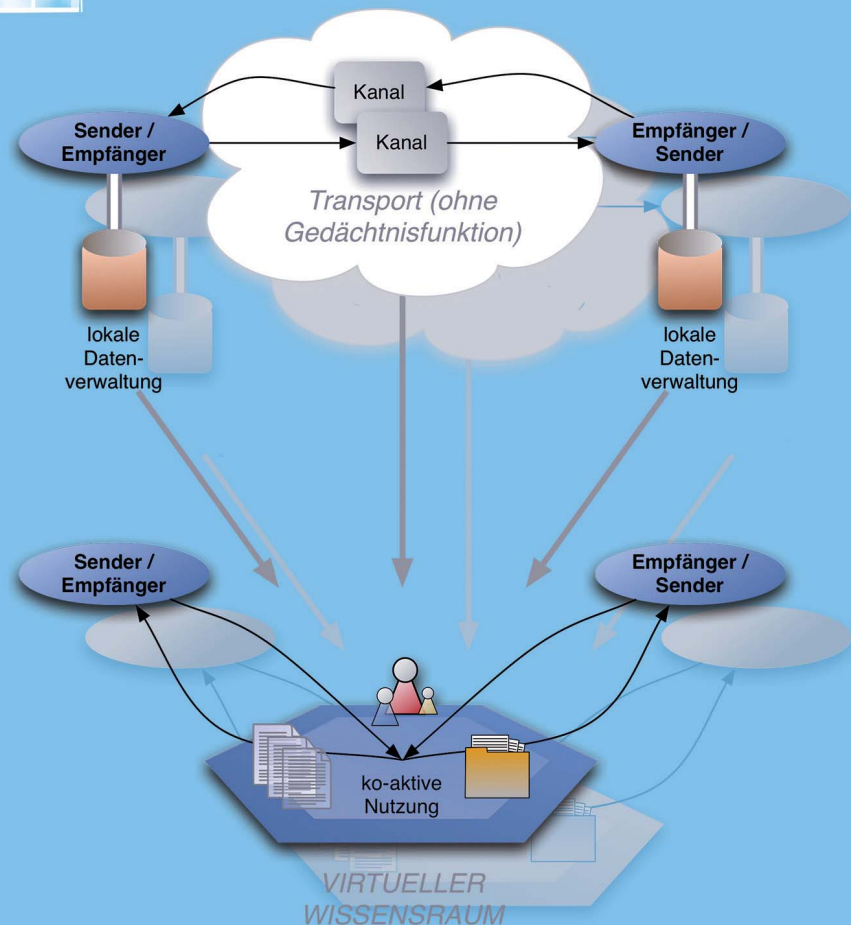 Kanal
Kanal
Sender /
Empfänger
Empfänger /
Sender
Transport (ohne
Gedächtnisfunktion)
lokale
Daten-
verwaltung
lokale
Daten-
verwaltung
Sender /
Empfänger
Empfänger /
Sender
ko-aktive
Nutzung
VIRTUELLER
WISSENSRAUM